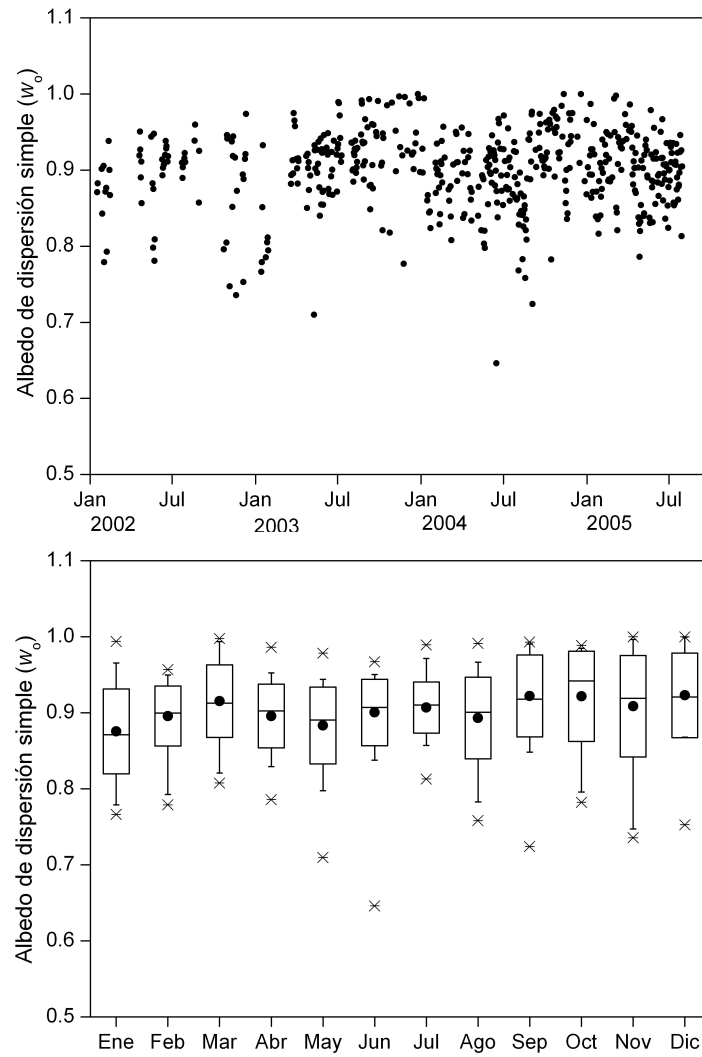 Albedo de dispersión simple (wₒ)
1.1
1.0
0.9
0.8
0.7
0.9
0.5
Jan Jul Jan Jul Jan Jul Jan Jul
2002 2003 2004 2005
Albedo de dispersión simple (wₒ)
1.1
1.0
0.9
0.8
0.7
0.6
0.5
Ene Feb Mar Abr May Jun Jul Ago Sep Oct Nov Dic